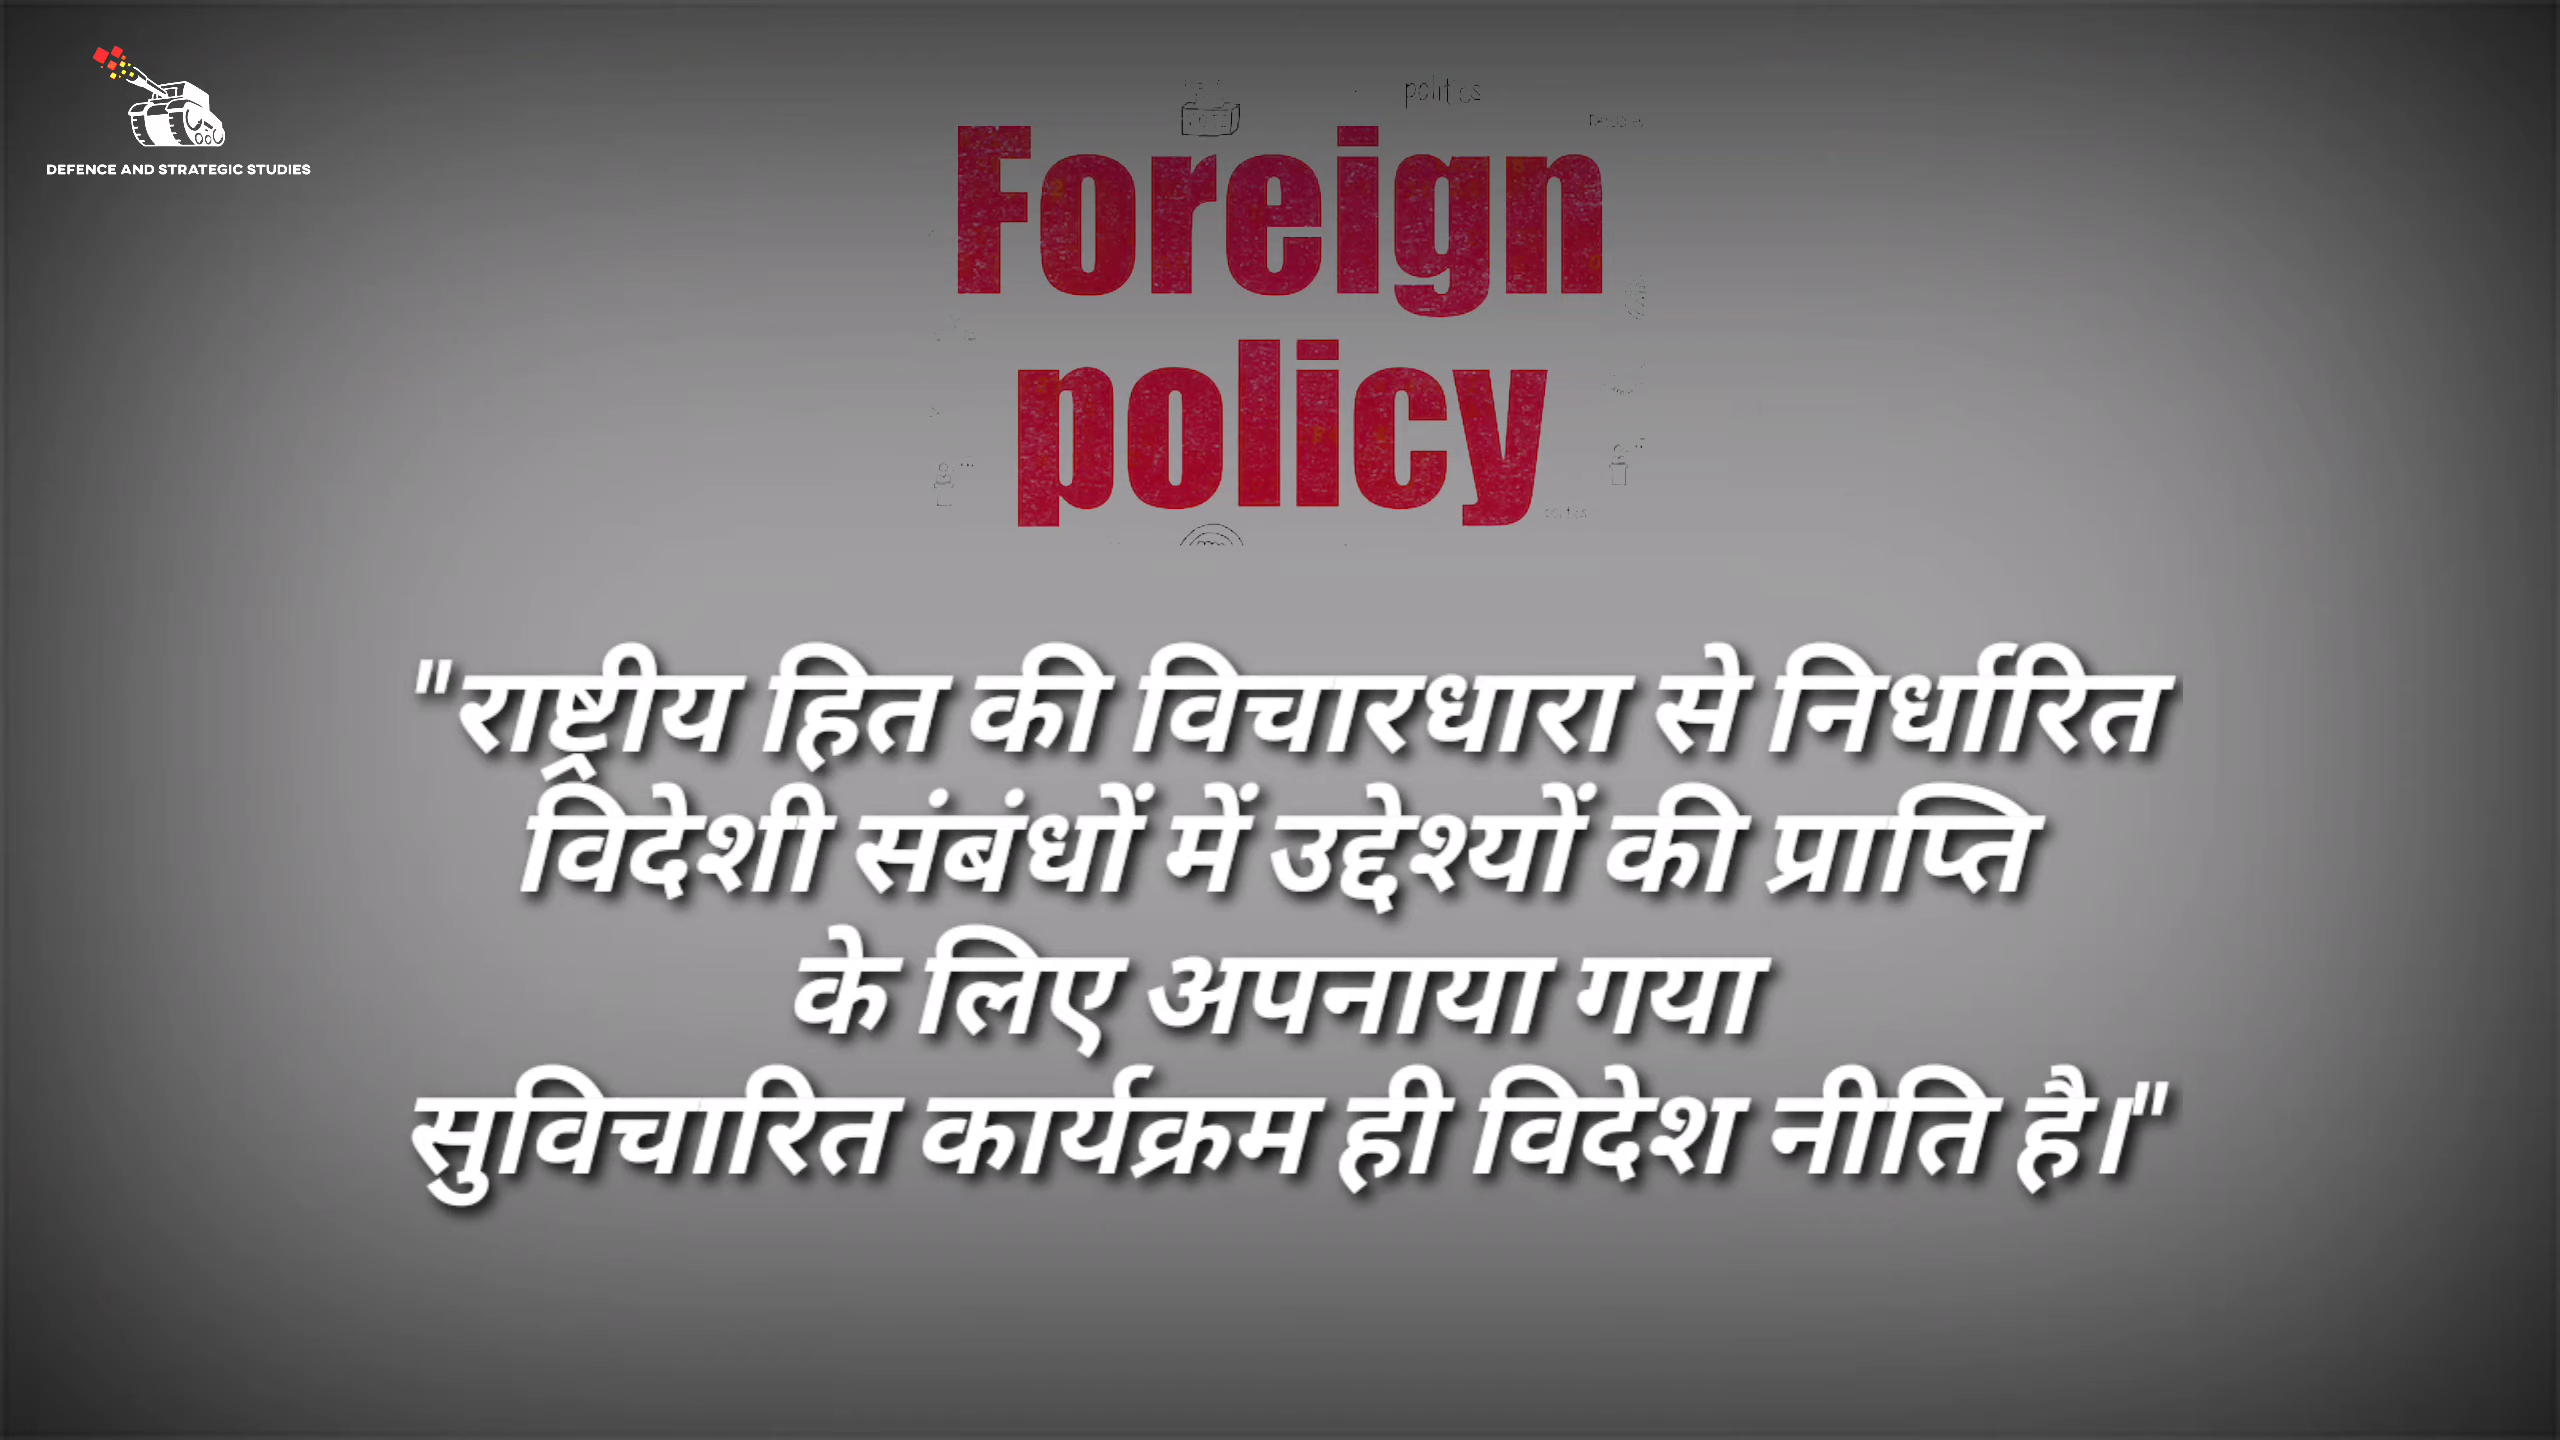 DEFENCE AND STRATEGIC STUDIES
politics
Foreign
policy
"राष्ट्रीय हित की विचारधारा से निर्धारित
विदेशी संबंधों में उद्देश्यों की प्राप्ति
के लिए अपनाया गया
सुविचारित कार्यक्रम ही विदेश नीति है।"